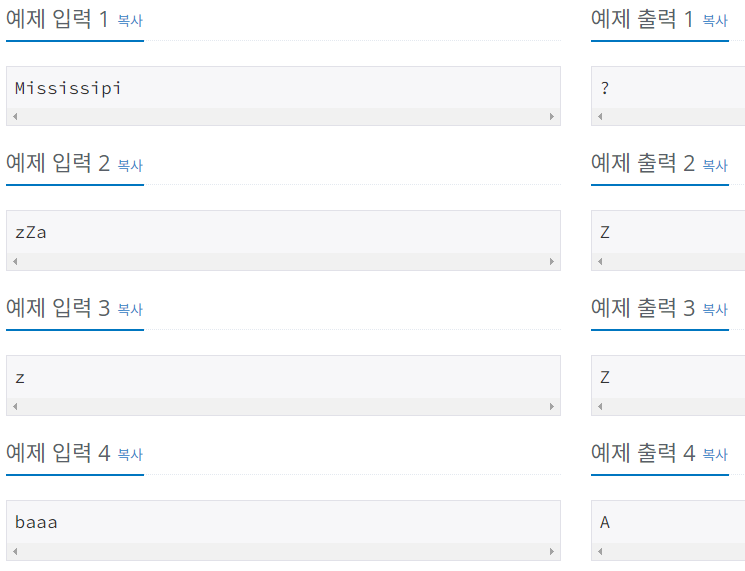 예제 입력 1 복사
예제 출력 1 복사
Mississipi
?
예제 입력 2 복사
예제 출력 2 복사
zZa
Z
예제 입력 3 복사
예제 출력 3 복사
z
Z
예제 입력 4 복사
예제 출력 4 복사
baaa
A